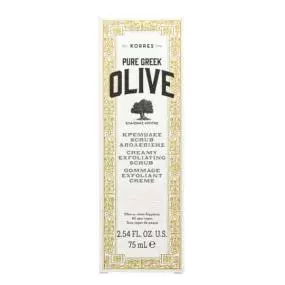 KORRES
PURE GREEK
OLIVE
ΚΡΕΜΩΔΕΣ
SCRUB
ΑΠΟΛΕΠΙΣΗΣ
CREAMY
EXFOLIATING
SCRUB
GOMMAGE
EXFOLIANT
CRÈME
2.54 FL. OZ. U.S.
75 mL ℮